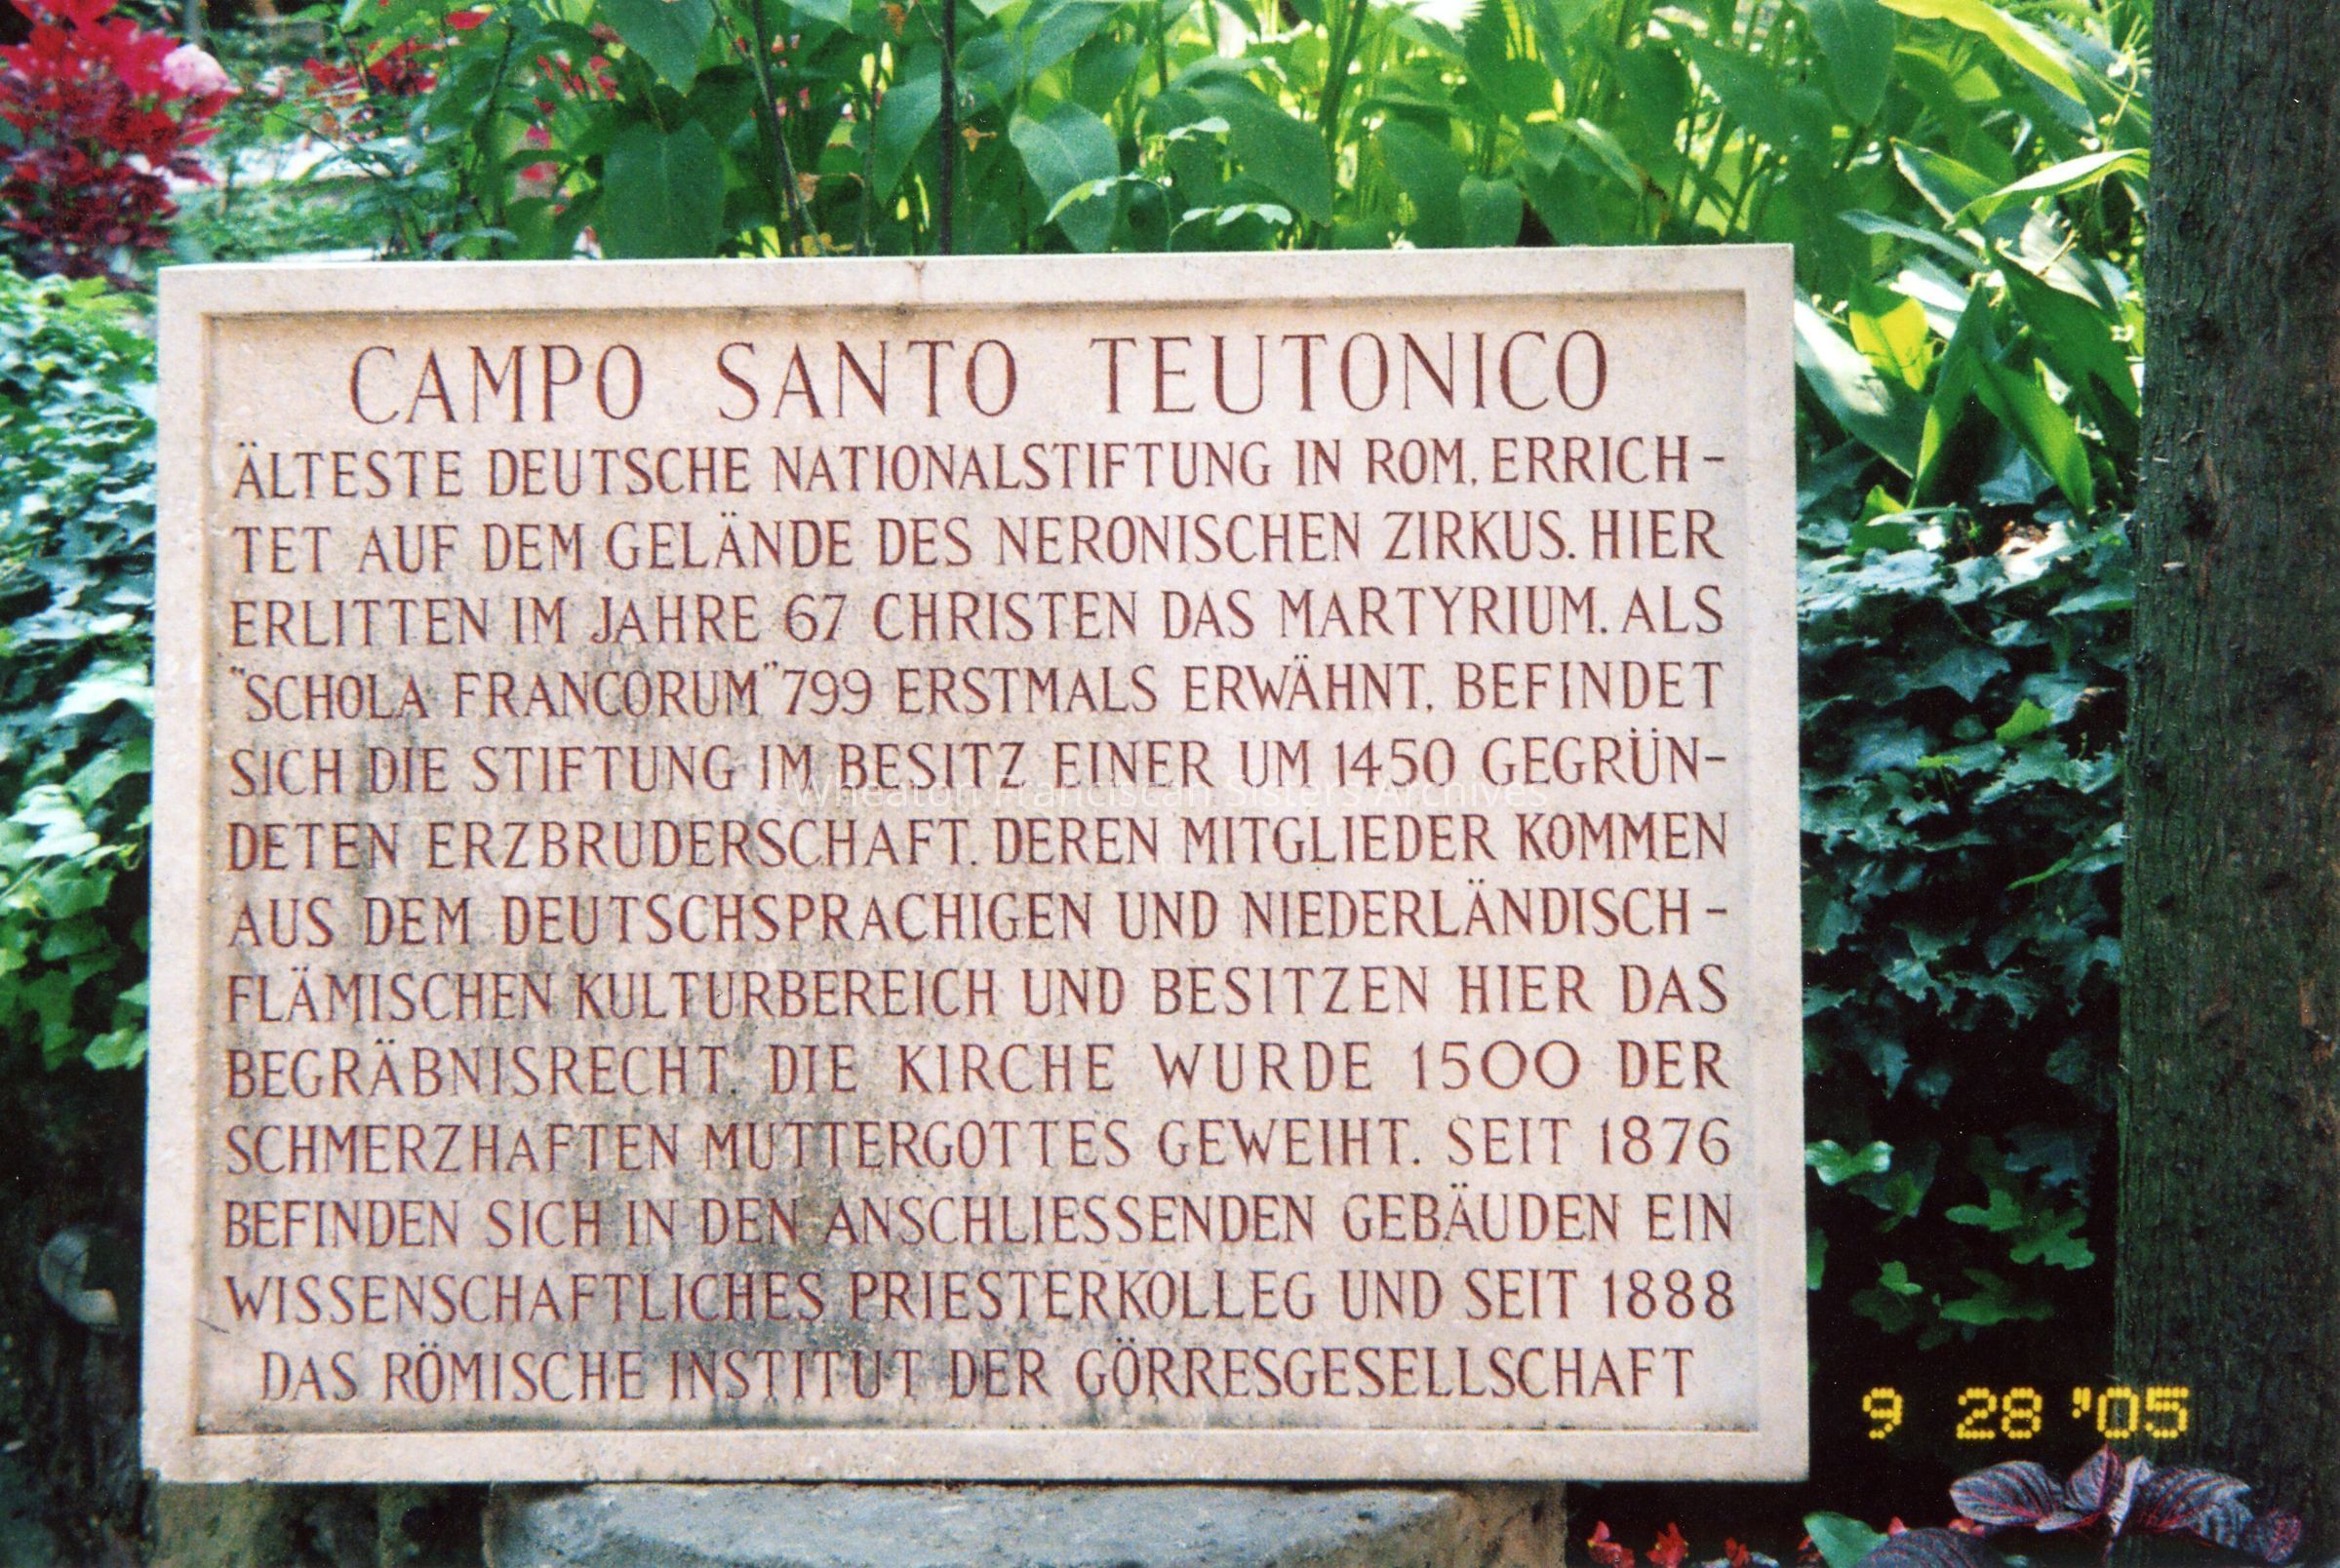 CAMPO SANTO TEUTONICO
ÄLTESTE DEUTSCHE NATIONALSTIFTUNG IN ROM, ERRICH-
TET AUF DEM GELÄNDE DES NERONISCHEN ZIRKUS. HIER
ERLITTEN IM JAHRE 67 CHRISTEN DAS MARTYRIUM. ALS
"SCHOLA FRANCORUM" 799 ERSTMALS ERWÄHNT, BEFINDET
SICH DIE STIFTUNG IM BESITZ EINER UM 1450 GEGRÜN-
DETEN ERZBRUDERSCHAFT. DEREN MITGLIEDER KOMMEN
AUS DEM DEUTSCHSPRACHIGEN UND NIEDERLÄNDISCH-
FLÄMISCHEN KULTURBEREICH UND BESITZEN HIER DAS
BEGRÄBNISRECHT. DIE KIRCHE WURDE 1500 DER
SCHMERZHAFTEN MUTTERGOTTES GEWEIHT. SEIT 1876
BEFINDEN SICH IN DEN ANSCHLIESSENDEN GEBÄUDEN EIN
WISSENSCHAFTLICHES PRIESTERKOLLEG UND SEIT 1888
DAS RÖMISCHE INSTITUT DER GÖRRESGESELLSCHAFT
Wheaton Franciscan Sisters Archives
9 28 '05